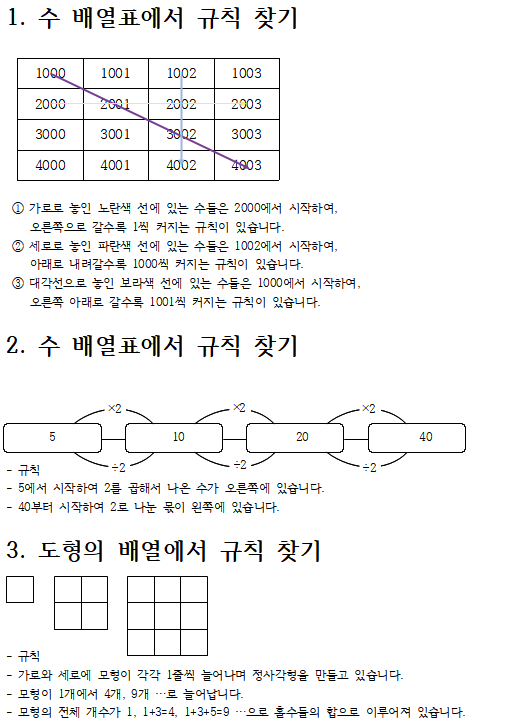 1. 수 배열표에서 규칙 찾기
1000 1001 1002 1003
2000 2001 2002 2003
3000 3001 3002 3003
4000 4001 4002 4003
① 가로로 놓인 노란색 선에 있는 수들은 2000에서 시작하여,
오른쪽으로 갈수록 1씩 커지는 규칙이 있습니다.
② 세로로 놓인 파란색 선에 있는 수들은 1002에서 시작하여,
아래로 내려갈수록 1000씩 커지는 규칙이 있습니다.
③ 대각선으로 놓인 보라색 선에 있는 수들은 1000에서 시작하여,
오른쪽 아래로 갈수록 1001씩 커지는 규칙이 있습니다.
2. 수 배열표에서 규칙 찾기
×2 ×2 ×2
5 10 20 40
÷2 ÷2 ÷2
- 규칙
- 5에서 시작하여 2를 곱해서 나온 수가 오른쪽에 있습니다.
- 40부터 시작하여 2로 나눈 몫이 왼쪽에 있습니다.
3. 도형의 배열에서 규칙 찾기
- 규칙
- 가로와 세로에 모형이 각각 1줄씩 늘어나며 정사각형을 만들고 있습니다.
- 모형이 1개에서 4개, 9개 …로 늘어납니다.
- 모형의 전체 개수가 1, 1+3=4, 1+3+5=9 …으로 홀수들의 합으로 이루어져 있습니다.